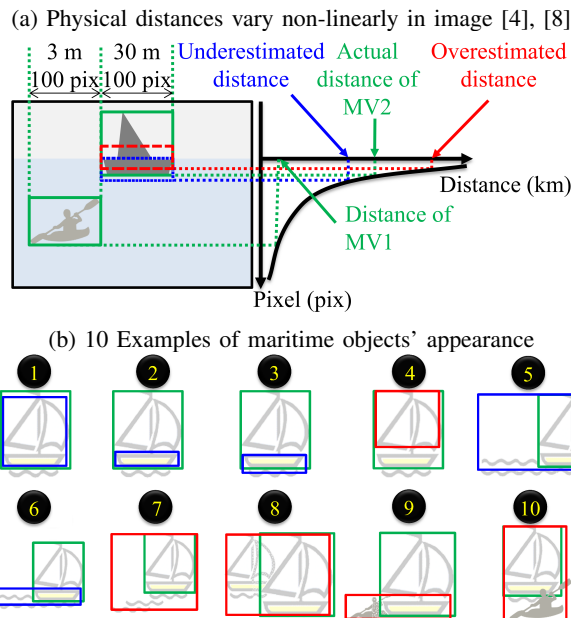 (a) Physical distances vary non-linearly in image [4], [8]
3 m 30 m
100 pix 100 pix
Underestimated
distance
Actual
distance of
MV2
Overestimated
distance
Distance (km)
Distance of
MV1
Pixel (pix)
(b) 10 Examples of maritime objects' appearance
1 2 3 4 5
6 7 8 9 10